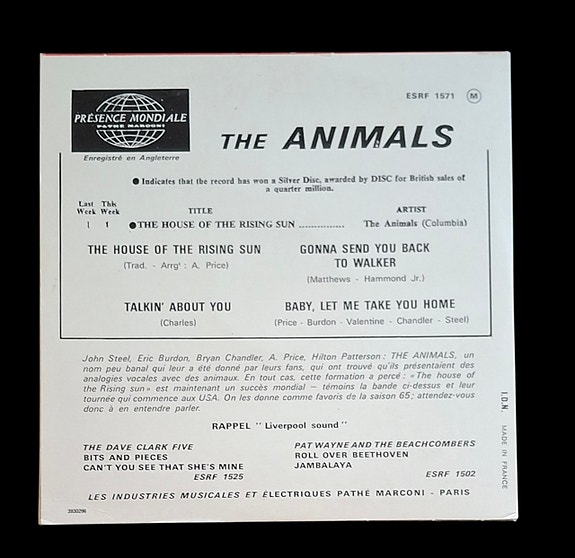 ESRF 1571 M
PRÉSENCE MONDIALE
PATHÉ MARCONI
Enregistré en Angleterre
THE ANIMALS
● Indicates that the record has won a Silver Disc, awarded by DISC for British sales of
a quarter million.
Last This
Week Week TITLE ARTIST
1 1 ●THE HOUSE OF THE RISING SUN .............. The Animals (Columbia)
THE HOUSE OF THE RISING SUN
(Trad. - Arrgt : A. Price)
GONNA SEND YOU BACK
TO WALKER
(Matthews - Hammond Jr.)
TALKIN' ABOUT YOU
(Charles)
BABY, LET ME TAKE YOU HOME
(Price - Burdon - Valentine - Chandler - Steel)
John Steel, Eric Burdon, Bryan Chandler, A. Price, Hilton Patterson : THE ANIMALS, un
nom peu banal qui leur a été donné par leurs fans, qui ont trouvé qu'ils présentaient des
analogies vocales avec des animaux. En tout cas, cette formation a percé : «The house of
the Rising sun» est maintenant un succès mondial – témoins la bande ci-dessus et leur
tournée qui commence aux USA. On les donne comme favoris de la saison 65; attendez-vous
donc à en entendre parler.
RAPPEL " Liverpool sound "
THE DAVE CLARK FIVE
BITS AND PIECES
CAN'T YOU SEE THAT SHE'S MINE
ESRF 1525
PAT WAYNE AND THE BEACHCOMBERS
ROLL OVER BEETHOVEN
JAMBALAYA
ESRF 1502
LES INDUSTRIES MUSICALES ET ÉLECTRIQUES PATHÉ MARCONI - PARIS
I.D.N. MADE IN FRANCE